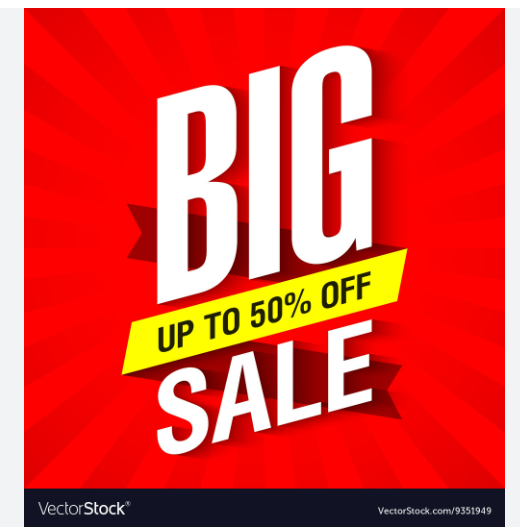 BIG
UP TO 50% OFF
SALE
VectorStock®
VectorStock.com/9351949